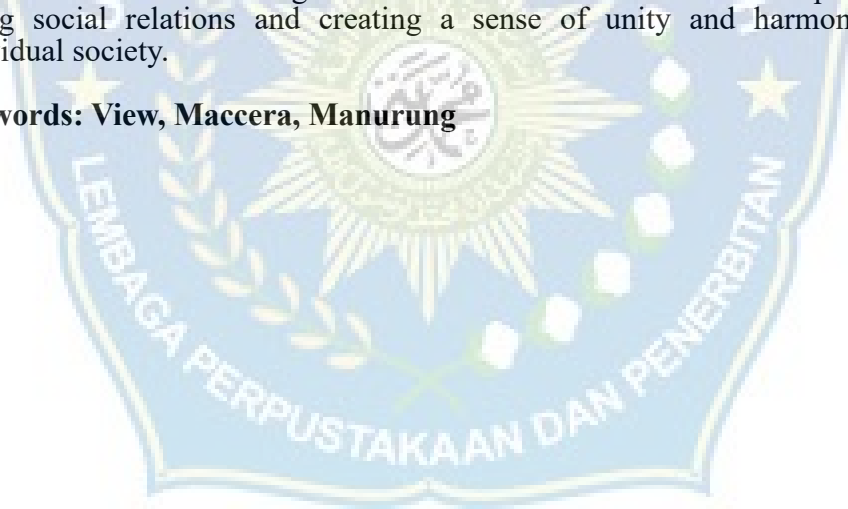 g social relations and creating a sense of unity and harmon
idual society.
words: View, Maccera, Manurung
LEMBAGA PERPUSTAKAAN DAN PENERBITAN